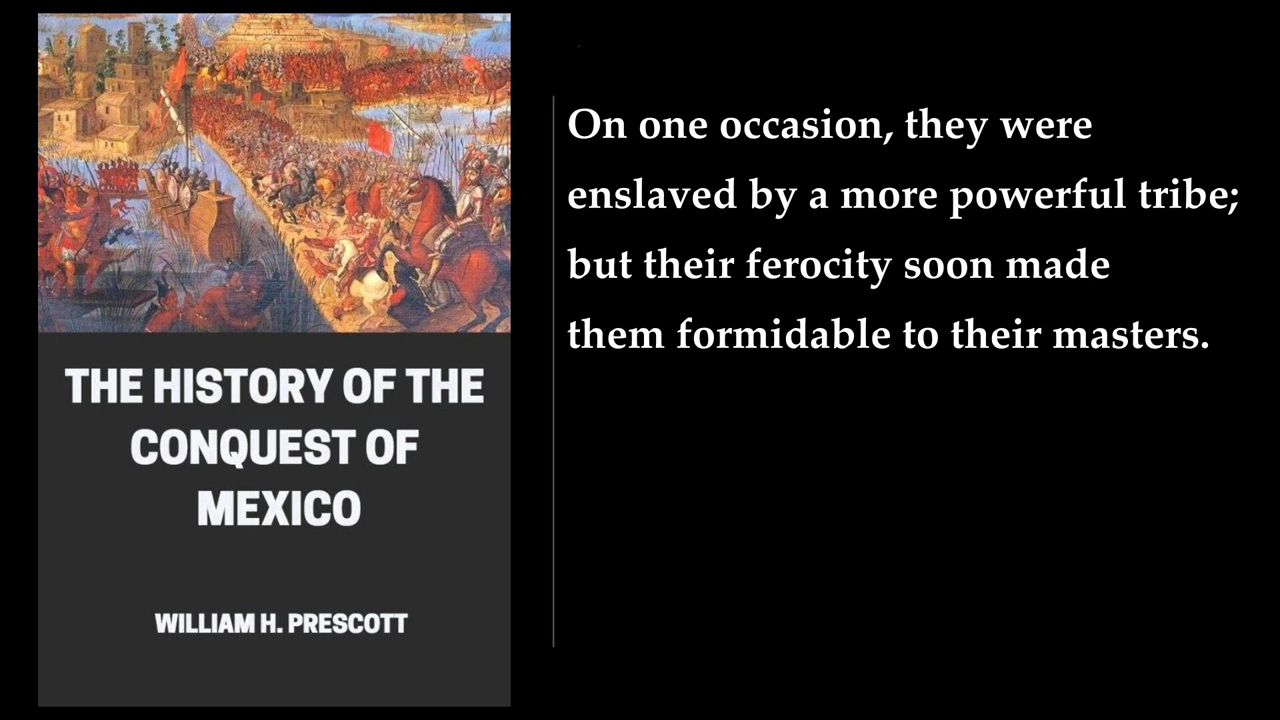 THE HISTORY OF THE
CONQUEST OF
MEXICO
WILLIAM H. PRESCOTT
On one occasion, they were
enslaved by a more powerful tribe;
but their ferocity soon made
them formidable to their masters.